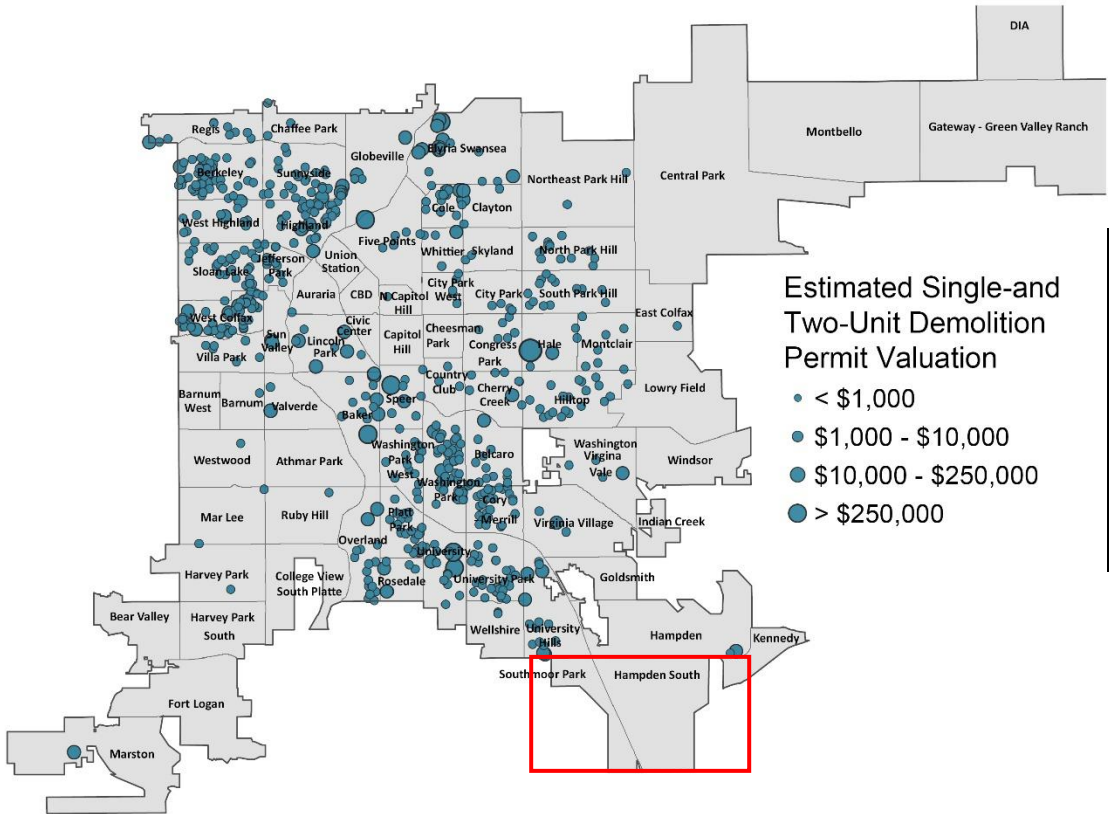 DIA
Montbello
Gateway - Green Valley Ranch
Regis
Chaffee Park
Globeville
Elyria Swansea
Northeast Park Hill
Central Park
Berkeley
Sunnyside
Cole
Clayton
West Highland
Highland
Five Points
Whittier
Skyland
North Park Hill
Sloan Lake
Jefferson
Park
Union
Station
Auraria
CBD
N Capitol
Hill
City Park
West
City Park
South Park Hill
East Colfax
West Colfax
Sun
Valley
Lincoln
Park
Civic
Center
Capitol
Hill
Cheesman
Park
Congress
Park
Hale
Montclair
Villa Park
Barnum
West
Barnum
Valverde
Baker
Speer
Country
Club
Cherry
Creek
Hilltop
Lowry Field
Westwood
Athmar Park
Washington
Park
West
Washington
Park
Belcaro
Washington
Virgina
Vale
Windsor
Mar Lee
Ruby Hill
Platt
Park
Cory
- Merrill
Virginia Village
Indian Creek
Overland
University
Harvey Park
College View
South Platte
Rosedale
University Park
Goldsmith
Bear Valley
Harvey Park
South
Wellshire
University
Hills
Hampden
Kennedy
Southmoor Park
Hampden South
Fort Logan
Marston
Estimated Single-and
Two-Unit Demolition
Permit Valuation
< $1,000
$1,000 - $10,000
$10,000 - $250,000
> $250,000